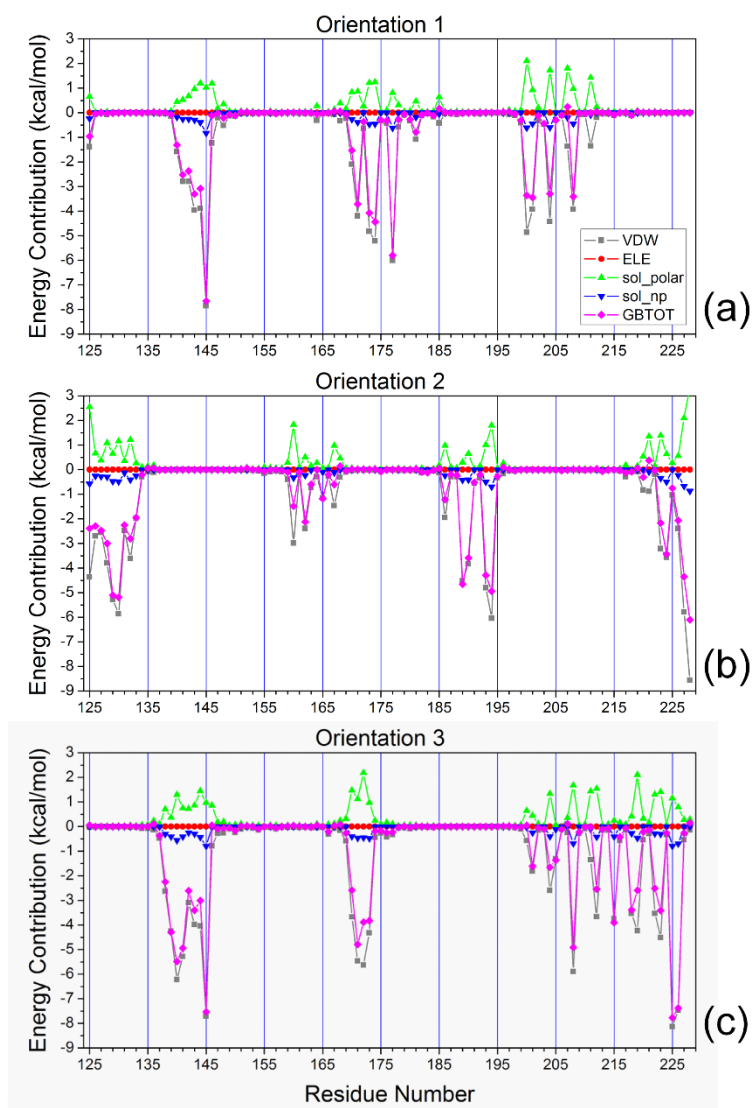 Orientation 1
Energy Contribution (kcal/mol)
3
2
1
0
-1
-2
-3
-4
-5
-6
-7
-8
-9
VDW
ELE
sol_polar
sol_np
GBTOT
(a)
125 135 145 155 165 175 185 195 205 215 225
Orientation 2
Energy Contribution (kcal/mol)
3
2
1
0
-1
-2
-3
-4
-5
-6
-7
-8
-9
(b)
125 135 145 155 165 175 185 195 205 215 225
Orientation 3
Energy Contribution (kcal/mol)
3
2
1
0
-1
-2
-3
-4
-5
-6
-7
-8
-9
(c)
125 135 145 155 165 175 185 195 205 215 225
Residue Number